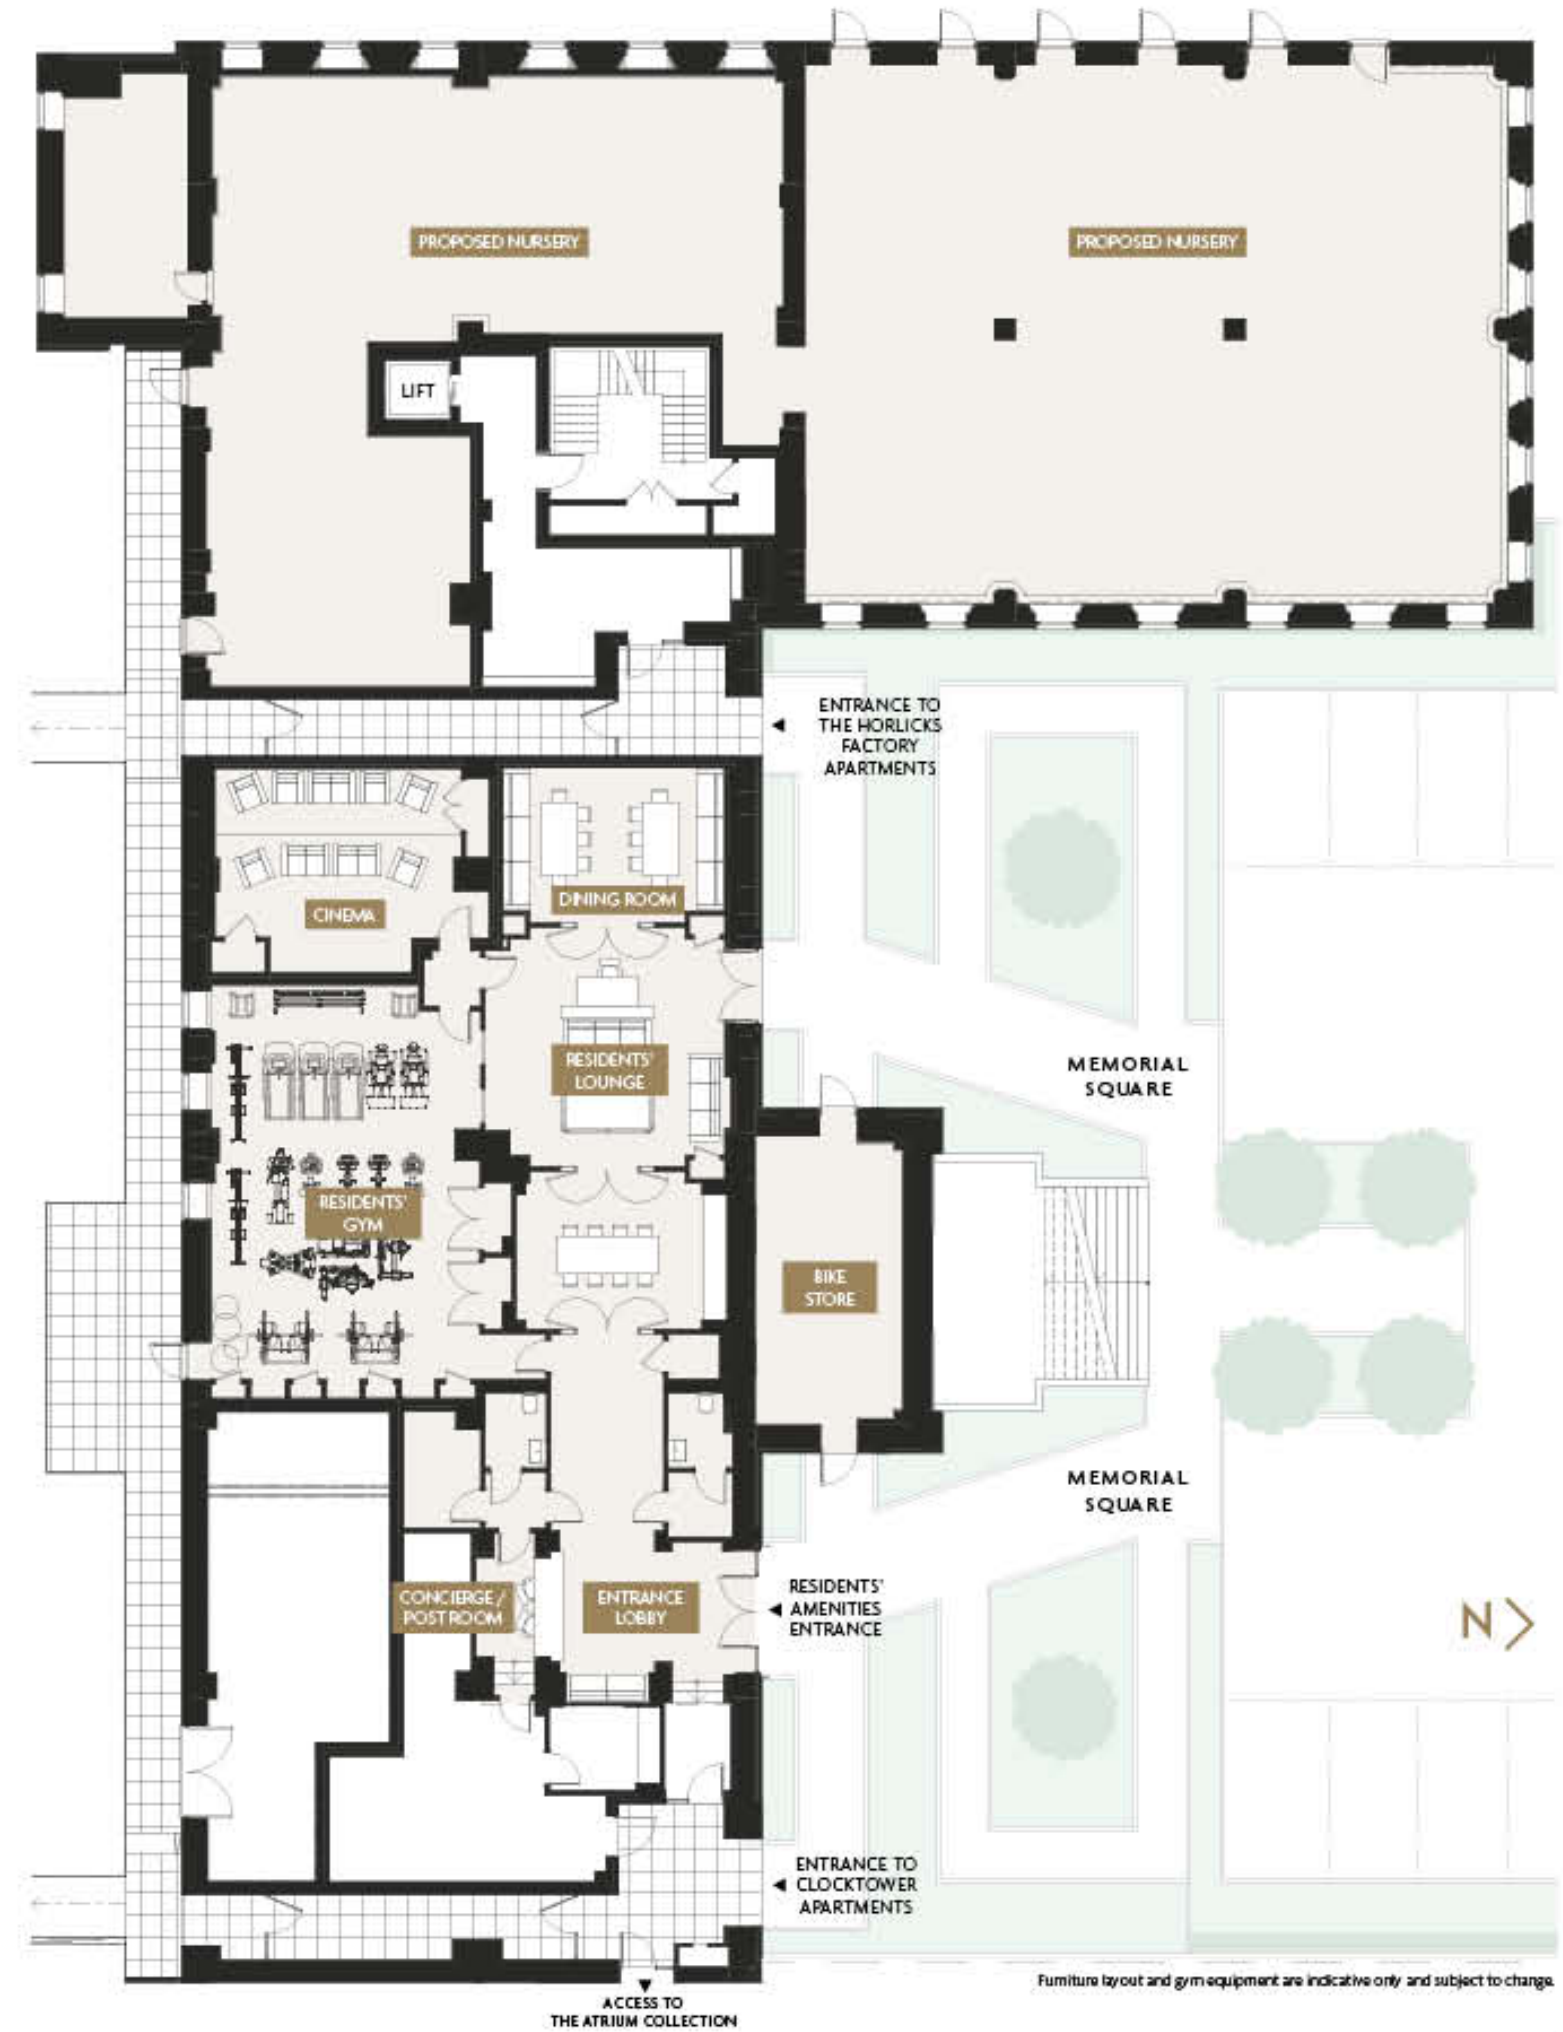 PROPOSED NURSERY
PROPOSED NURSERY
LIFT
ENTRANCE TO
THE HORLICKS
FACTORY
APARTMENTS
DINING ROOM
CINEMA
RESIDENTS'
LOUNGE
MEMORIAL
SQUARE
RESIDENTS'
GYM
BIKE
STORE
MEMORIAL
SQUARE
CONCIERGE /
POST ROOM
ENTRANCE
LOBBY
RESIDENTS'
AMENITIES
ENTRANCE
N
ENTRANCE TO
CLOCKTOWER
APARTMENTS
Furniture layout and gym equipment are indicative only and subject to change.
ACCESS TO
THE ATRIUM COLLECTION